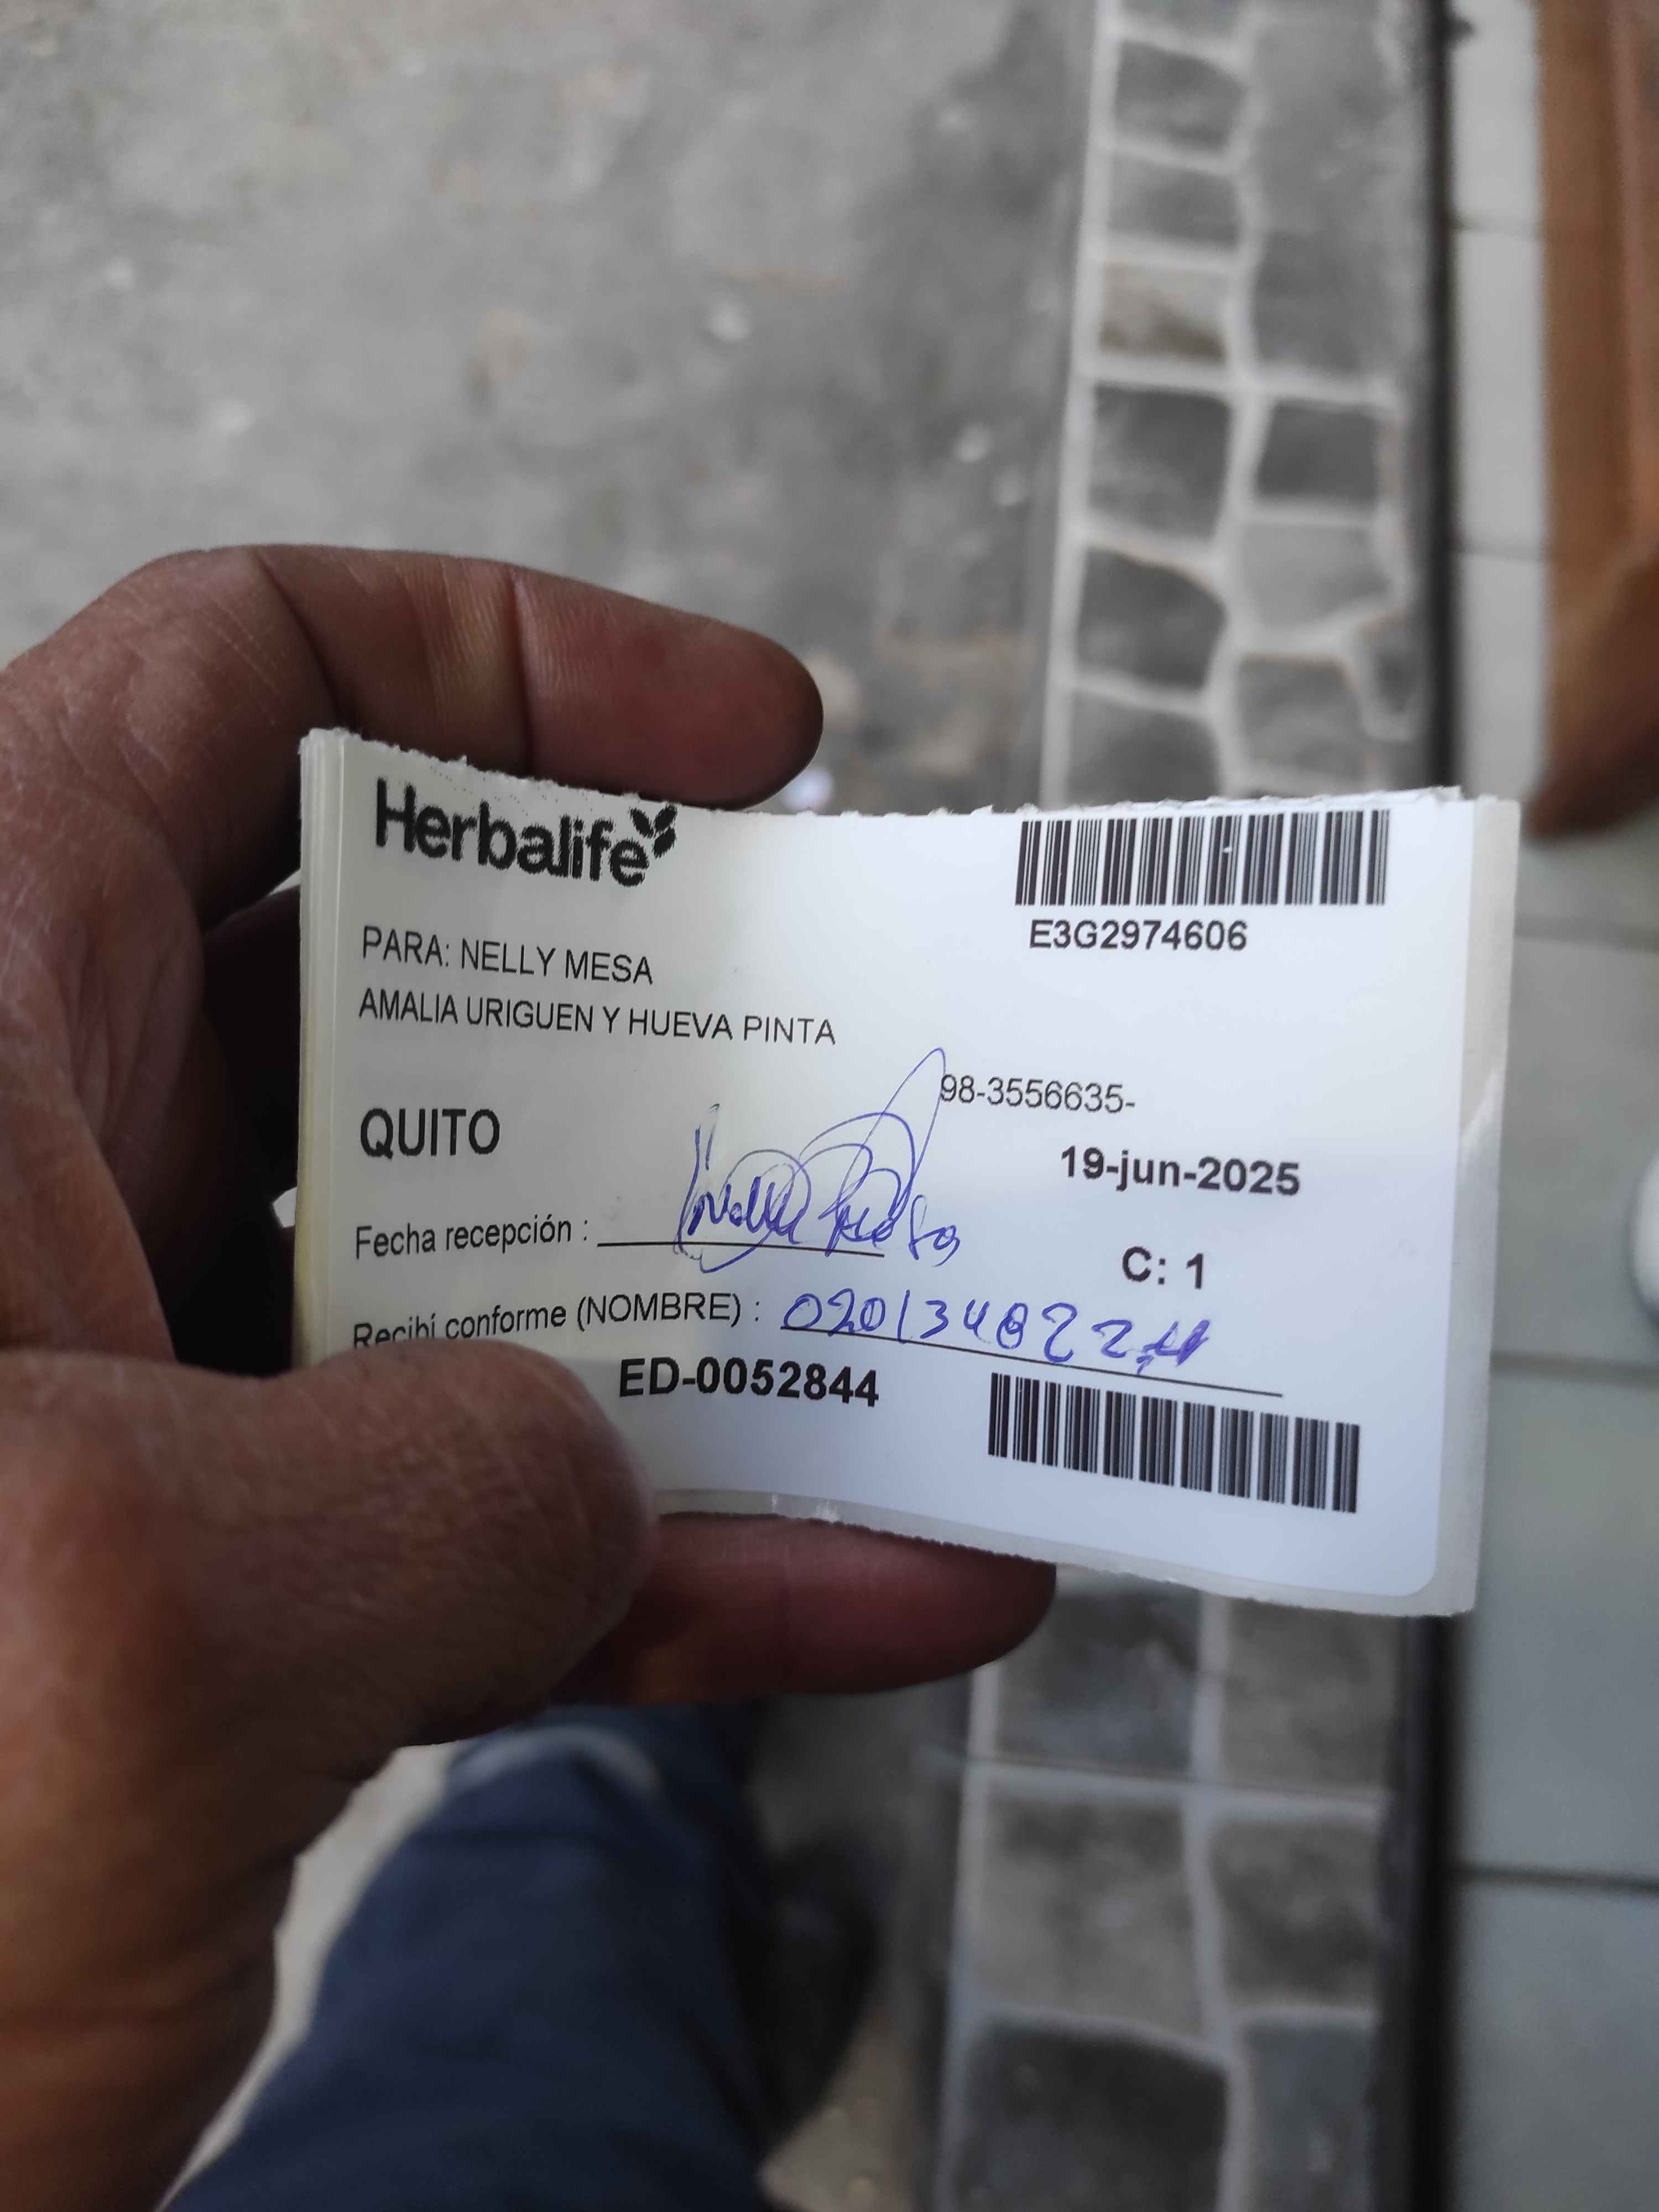 Herbalife
E3G2974606
PARA: NELLY MESA
AMALIA URIGUEN Y HUEVA PINTA
98-3556635-
QUITO
19-jun-2025
Fecha recepción :
C: 1
Recibí conforme (NOMBRE) :
ED-0052844